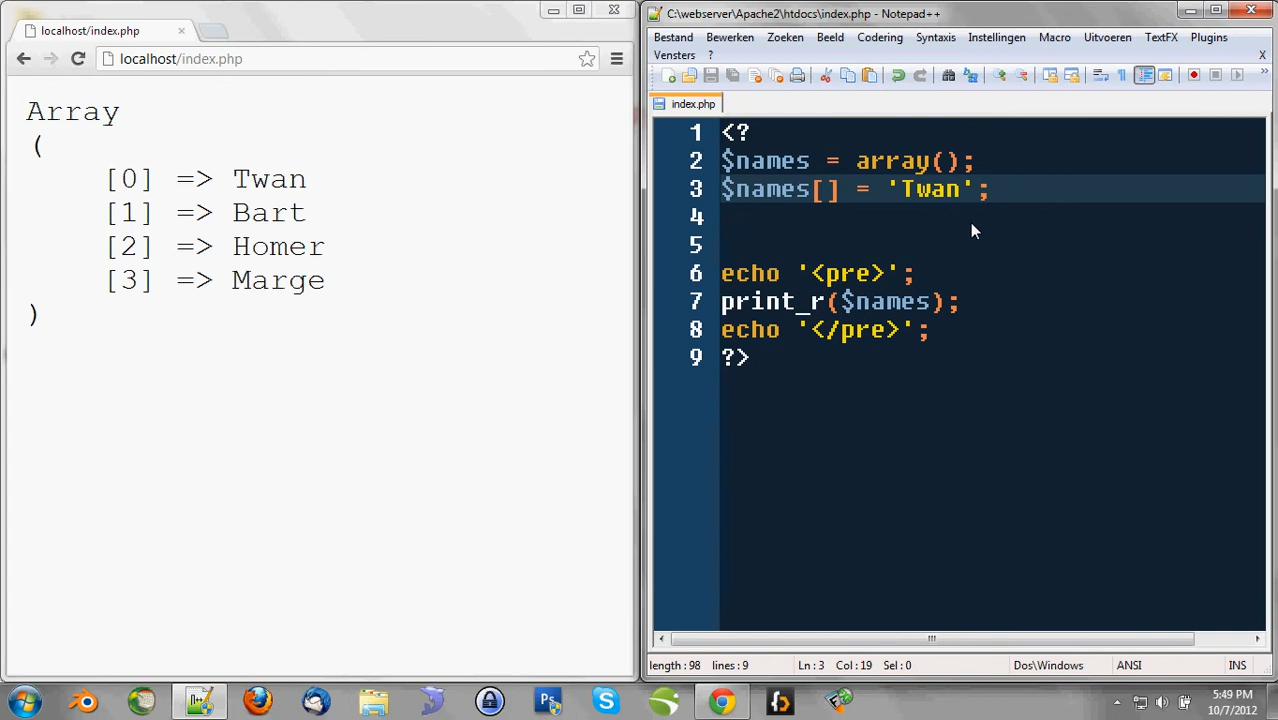 localhost/index.php
localhost/index.php
Array
(
[0] => Twan
[1] => Bart
[2] => Homer
[3] => Marge
)
C:\webserver\Apache2\htdocs\index.php - Notepad++
Bestand Bewerken Zoeken Beeld Codering Syntaxis Instellingen Macro Uitvoeren TextFX Plugins
Vensters ? X
index.php
1 <?
2 $names = array();
3 $names[] = 'Twan';
4
5
6 echo '<pre>';
7 print_r($names);
8 echo '</pre>';
9 ?>
length : 98 lines : 9 Ln : 3 Col : 19 Sel : 0 Dos\Windows ANSI INS
5:49 PM
10/7/2012